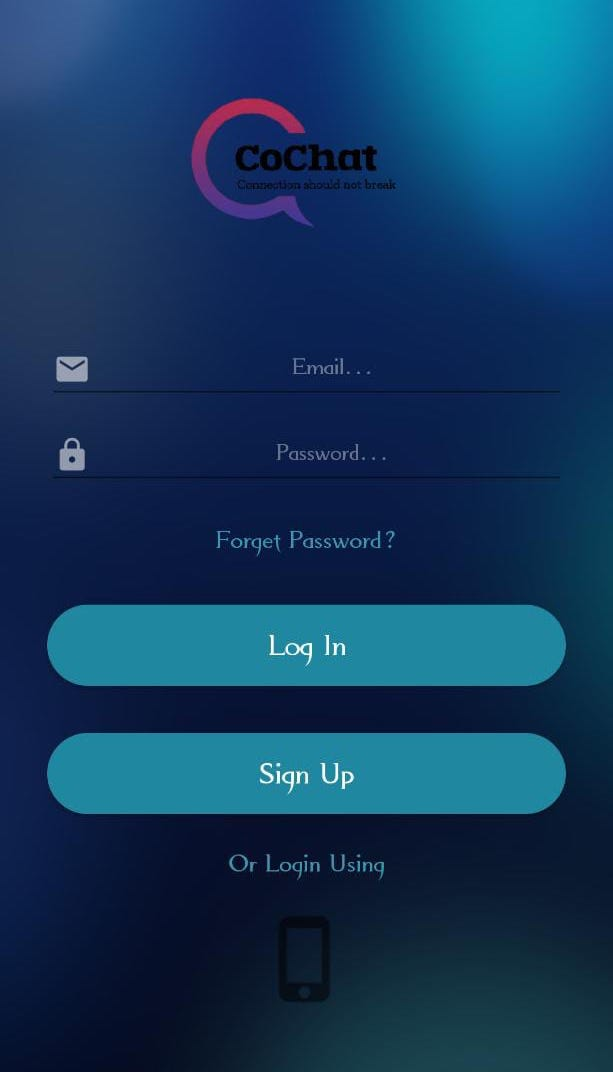 CoChat
Connection should not break
Email...
Password...
Forget Password?
Log In
Sign Up
Or Login Using